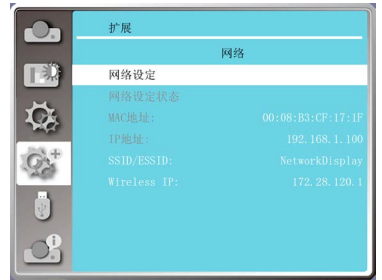 扩展
网络
网络设定
网络设定状态
MAC地址: 00:08:B3:CF:17:1F
IP地址: 192.168.1.100
SSID/ESSID: NetworkDisplay
Wireless IP: 172.28.120.1